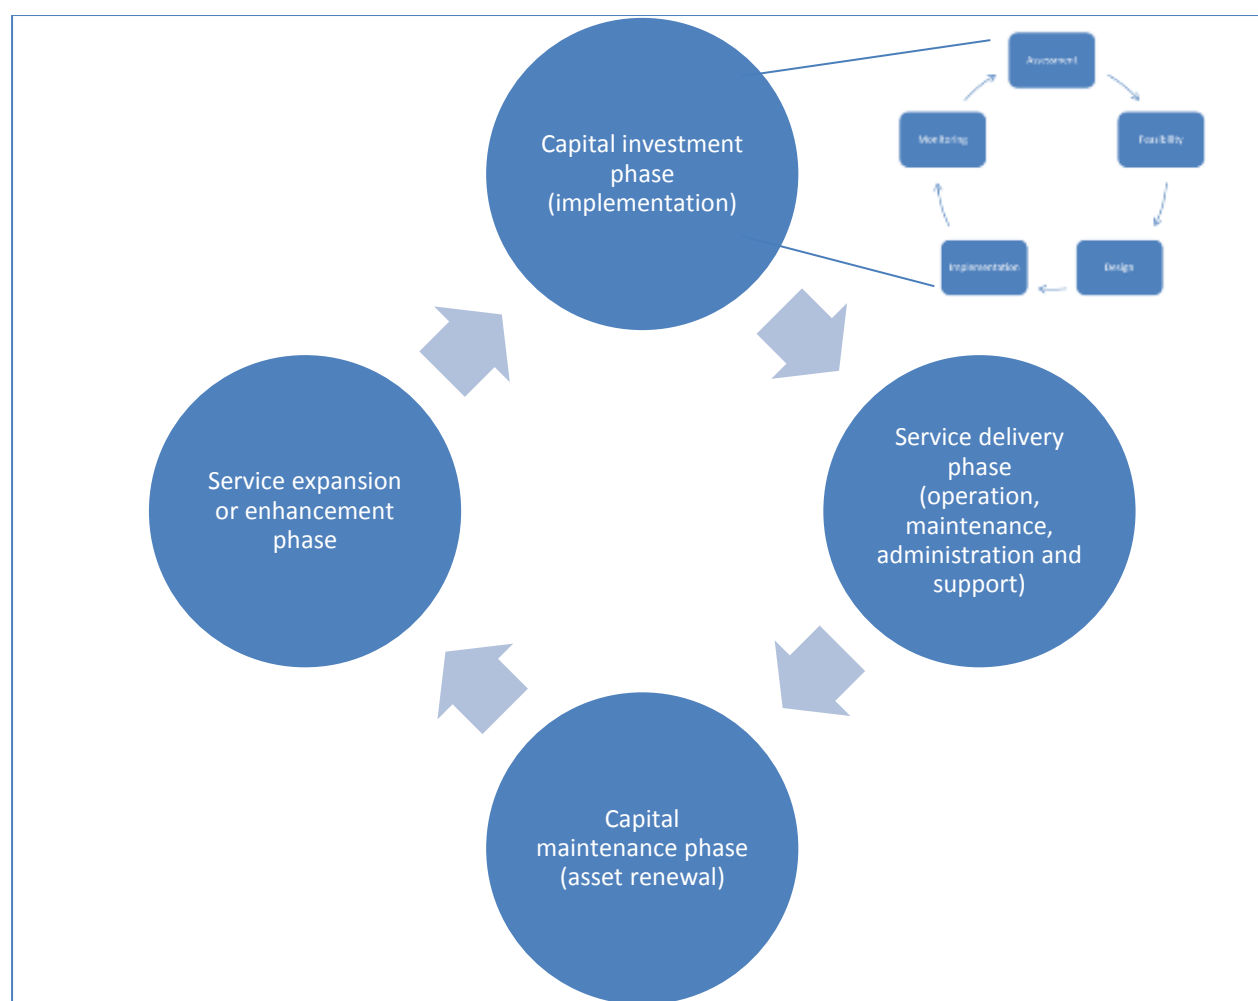 Assessment
Monitoring
Feasibility
Implementation
Design
Capital investment
phase
(implementation)
Service delivery
phase
(operation,
maintenance,
administration and
support)
Service expansion
or enhancement
phase
Capital
maintenance phase
(asset renewal)